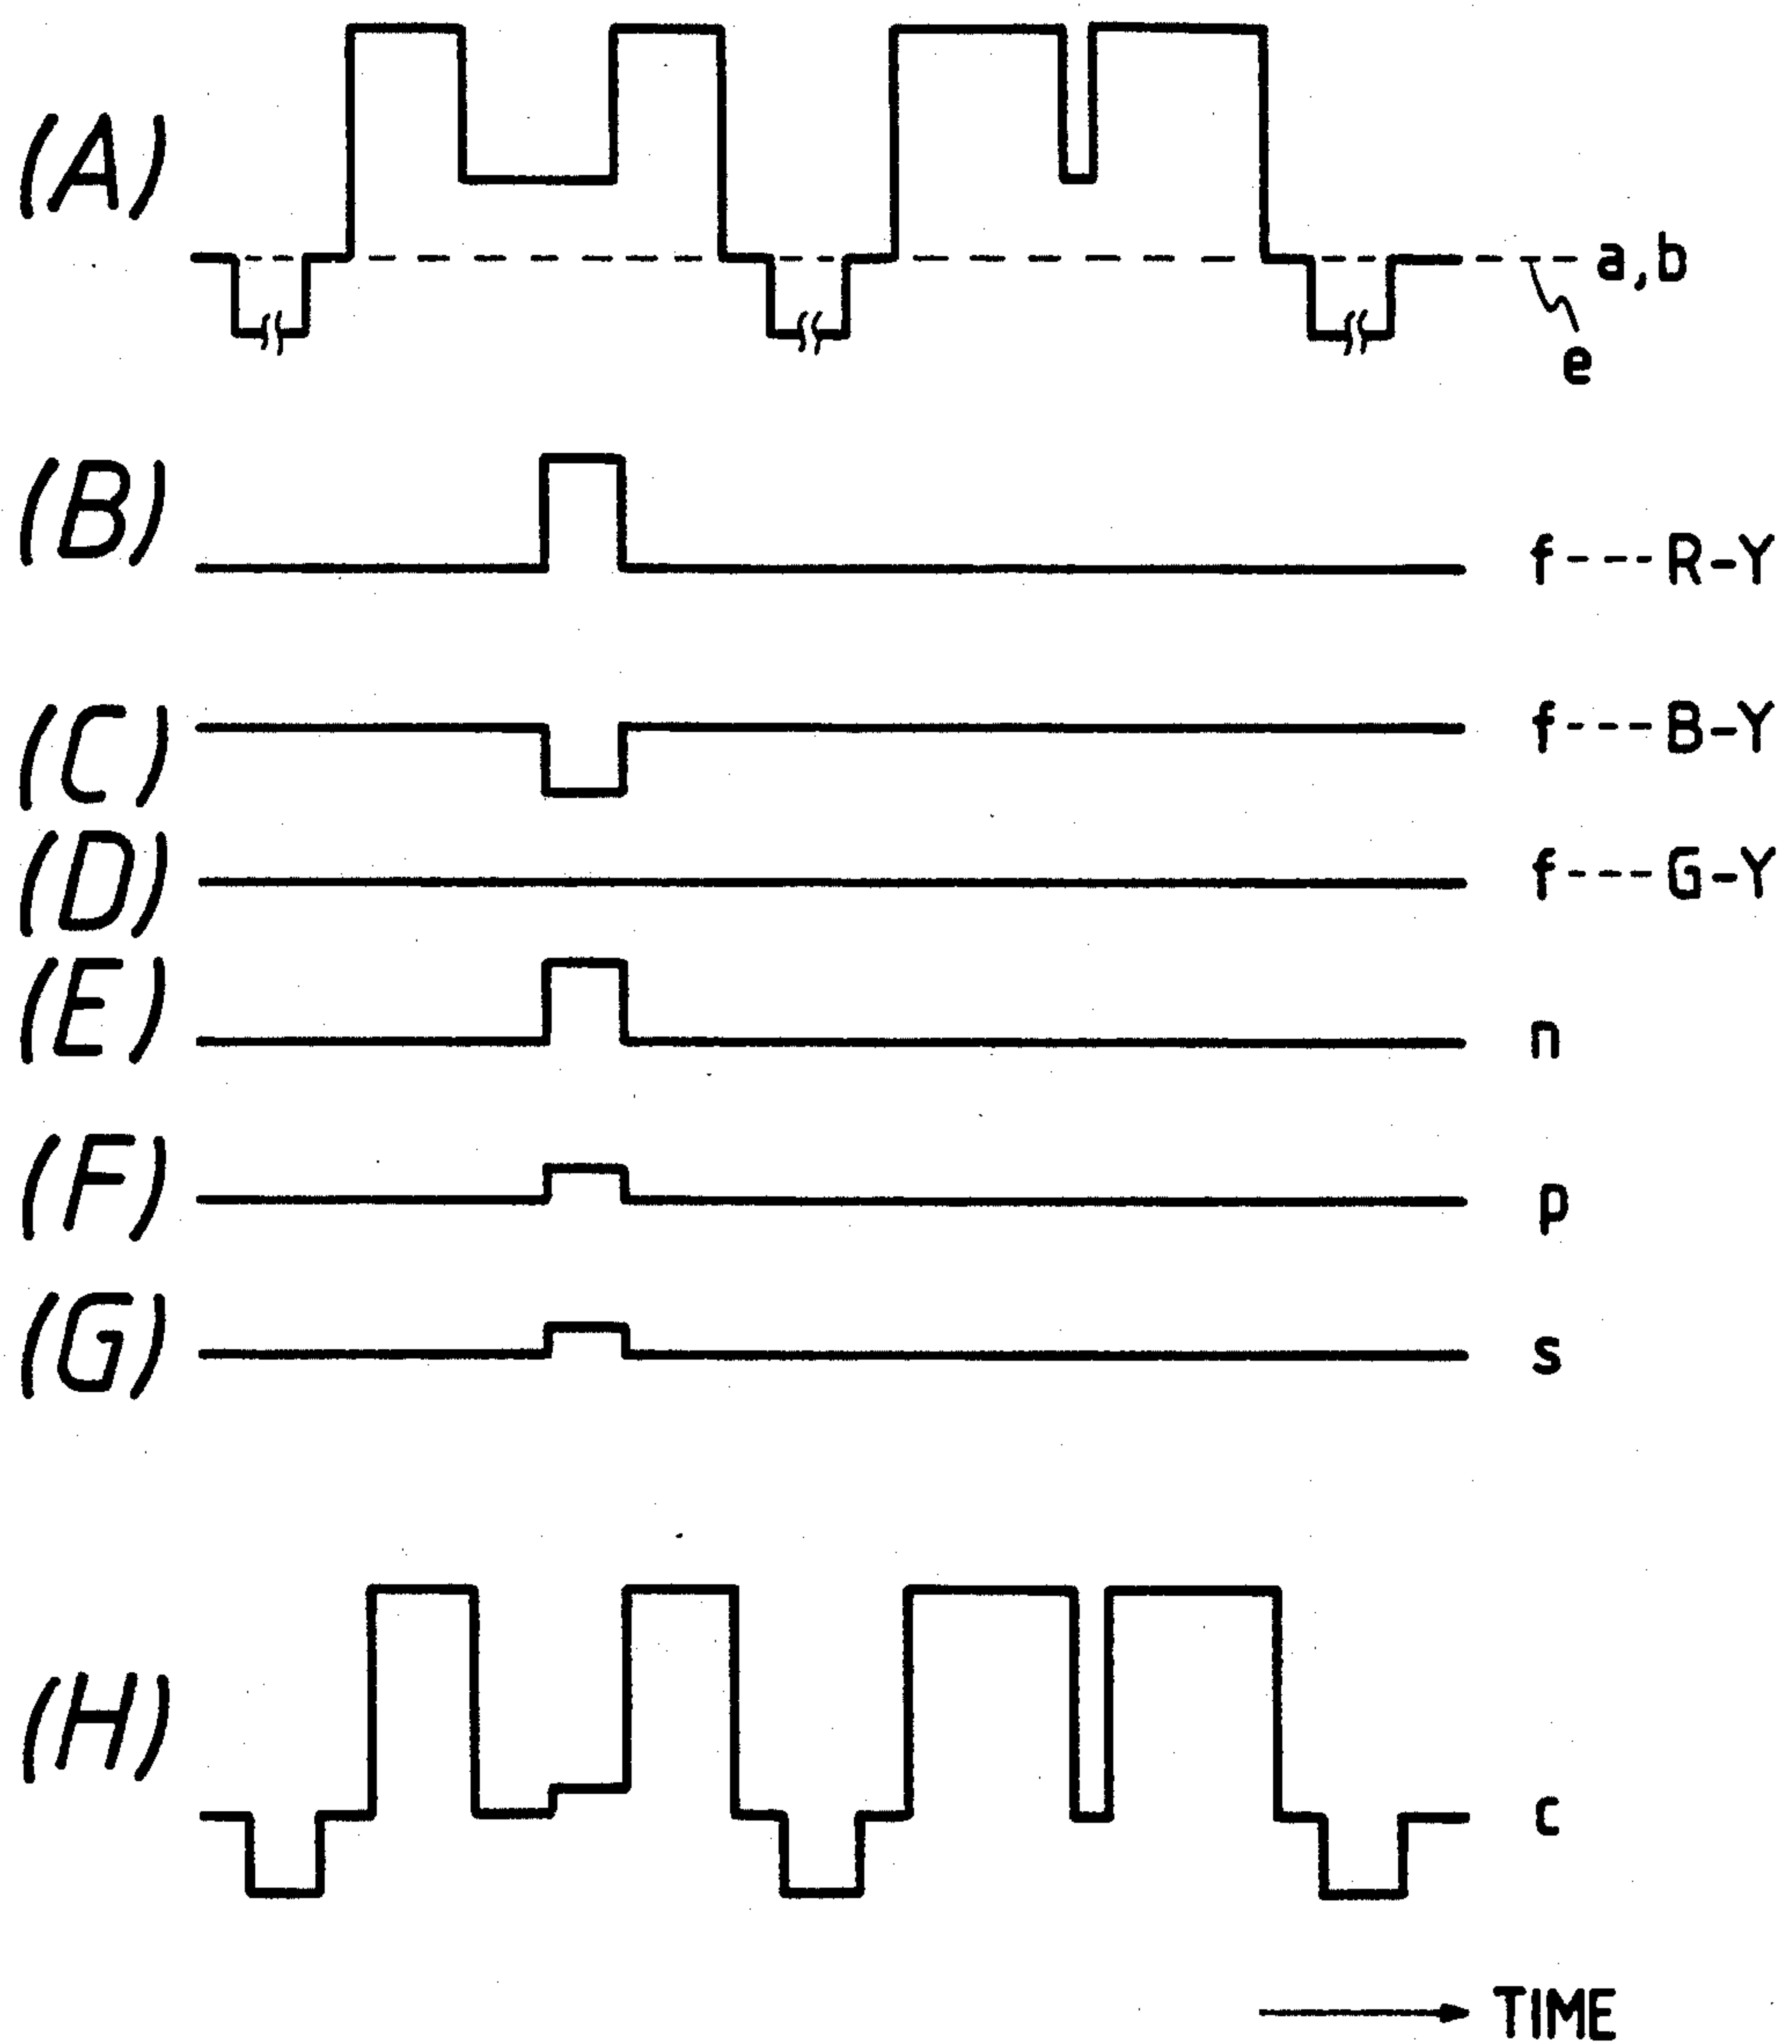 (A)
a,b
e
(B)
f----R-Y
(C)
f----B-Y
(D)
f----G-Y
(E)
n
(F)
p
(G)
s
(H)
c
TIME